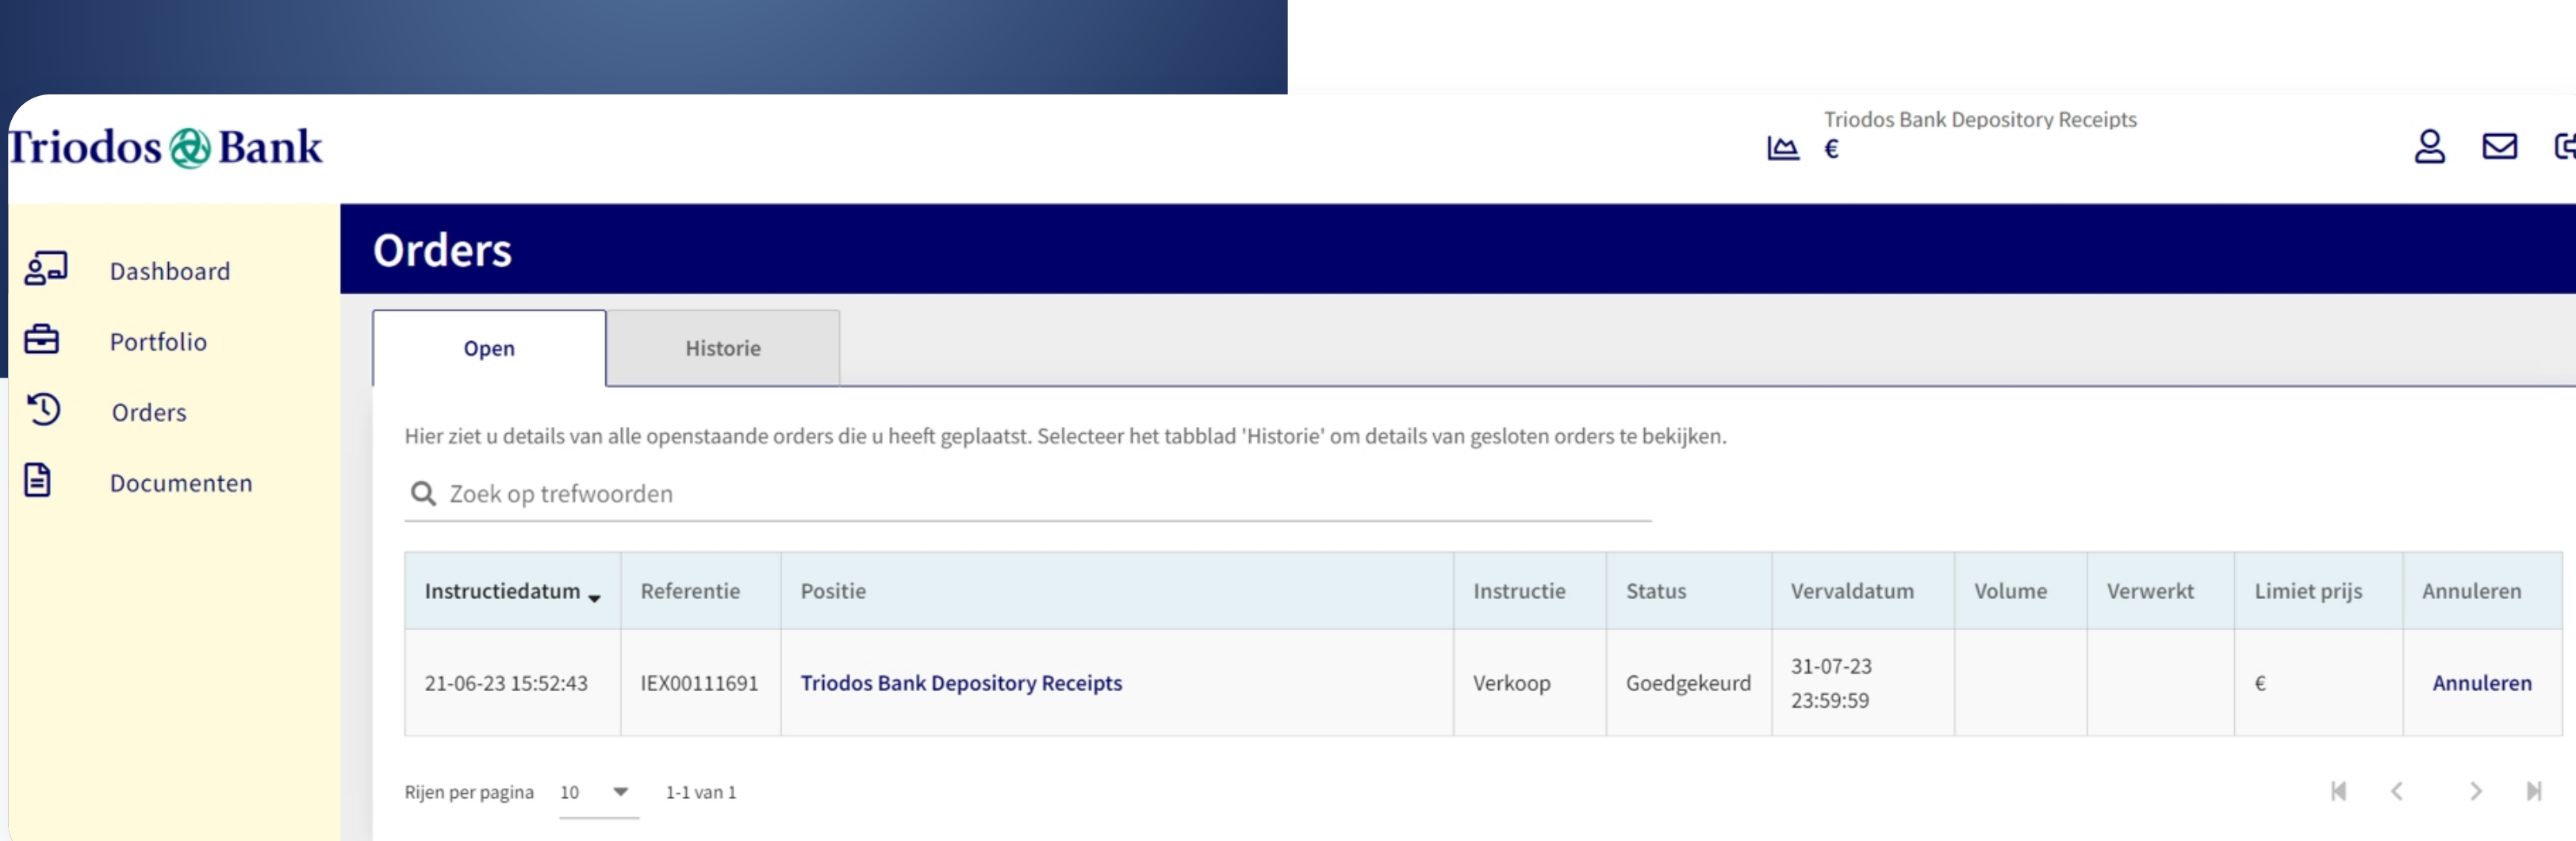 Triodos Bank
Triodos Bank Depository Receipts
€
Dashboard
Portfolio
Orders
Documenten
Orders
Open
Historie
Hier ziet u details van alle openstaande orders die u heeft geplaatst. Selecteer het tabblad 'Historie' om details van gesloten orders te bekijken.
Zoek op trefwoorden
Instructiedatum Referentie Positie Instructie Status Vervaldatum Volume Verwerkt Limiet prijs Annuleren
21-06-23 15:52:43 IEX00111691 Triodos Bank Depository Receipts Verkoop Goedgekeurd 31-07-23 € Annuleren
23:59:59
Rijen per pagina 10 1-1 van 1